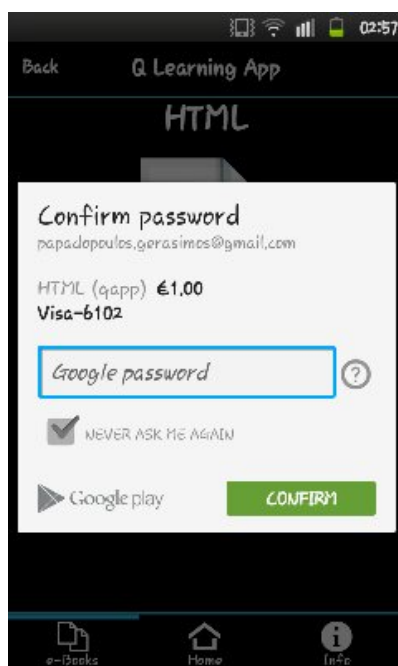 02:57
Back Q Learning App
HTML
Confirm password
papadopoulos.gerasimos@gmail.com
HTML (qapp) €1.00
Visa-6102
Google password ?
NEVER ASK ME AGAIN
Google play CONFIRM
e-Books Home Info